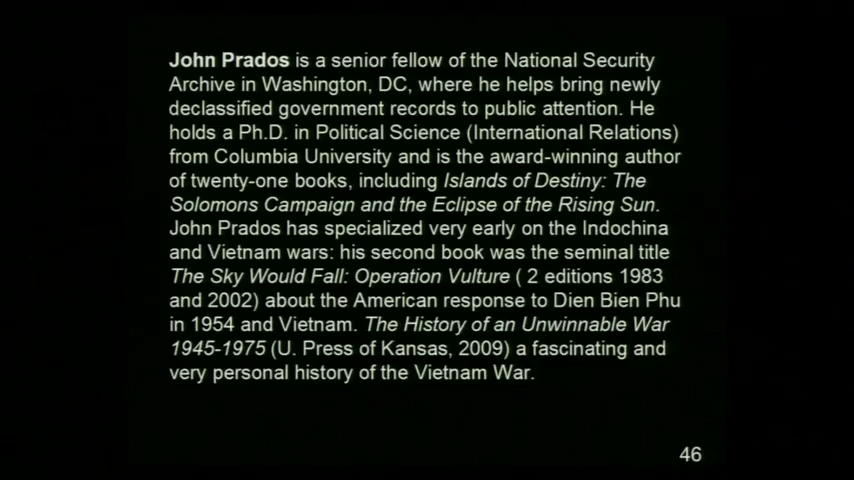 John Prados is a senior fellow of the National Security
Archive in Washington, DC, where he helps bring newly
declassified government records to public attention. He
holds a Ph.D. in Political Science (International Relations)
from Columbia University and is the award-winning author
of twenty-one books, including Islands of Destiny: The
Solomons Campaign and the Eclipse of the Rising Sun.
John Prados has specialized very early on the Indochina
and Vietnam wars: his second book was the seminal title
The Sky Would Fall: Operation Vulture ( 2 editions 1983
and 2002) about the American response to Dien Bien Phu
in 1954 and Vietnam. The History of an Unwinnable War
1945-1975 (U. Press of Kansas, 2009) a fascinating and
very personal history of the Vietnam War.
46